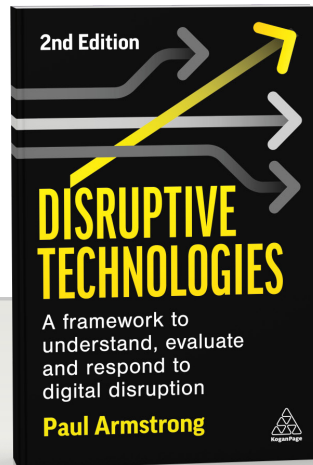 2nd Edition
DISRUPTIVE
TECHNOLOGIES
A framework to
understand, evaluate
and respond to
digital disruption
Paul Armstrong
KoganPage